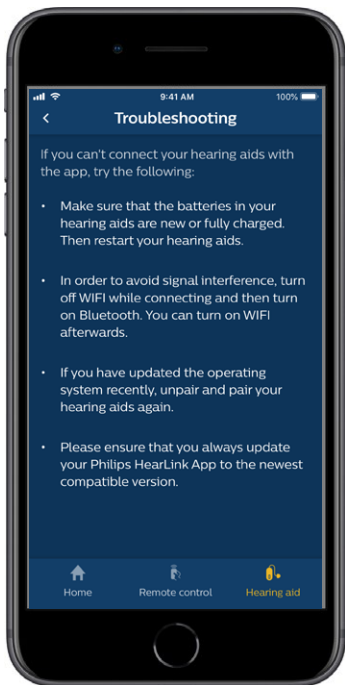 9:41 AM
100%
Troubleshooting
If you can't connect your hearing aids with
the app, try the following:
• Make sure that the batteries in your
hearing aids are new or fully charged.
Then restart your hearing aids.
• In order to avoid signal interference, turn
off WIFI while connecting and then turn
on Bluetooth. You can turn on WIFI
afterwards.
• If you have updated the operating
system recently, unpair and pair your
hearing aids again.
• Please ensure that you always update
your Philips HearLink App to the newest
compatible version.
Home
Remote control
Hearing aid